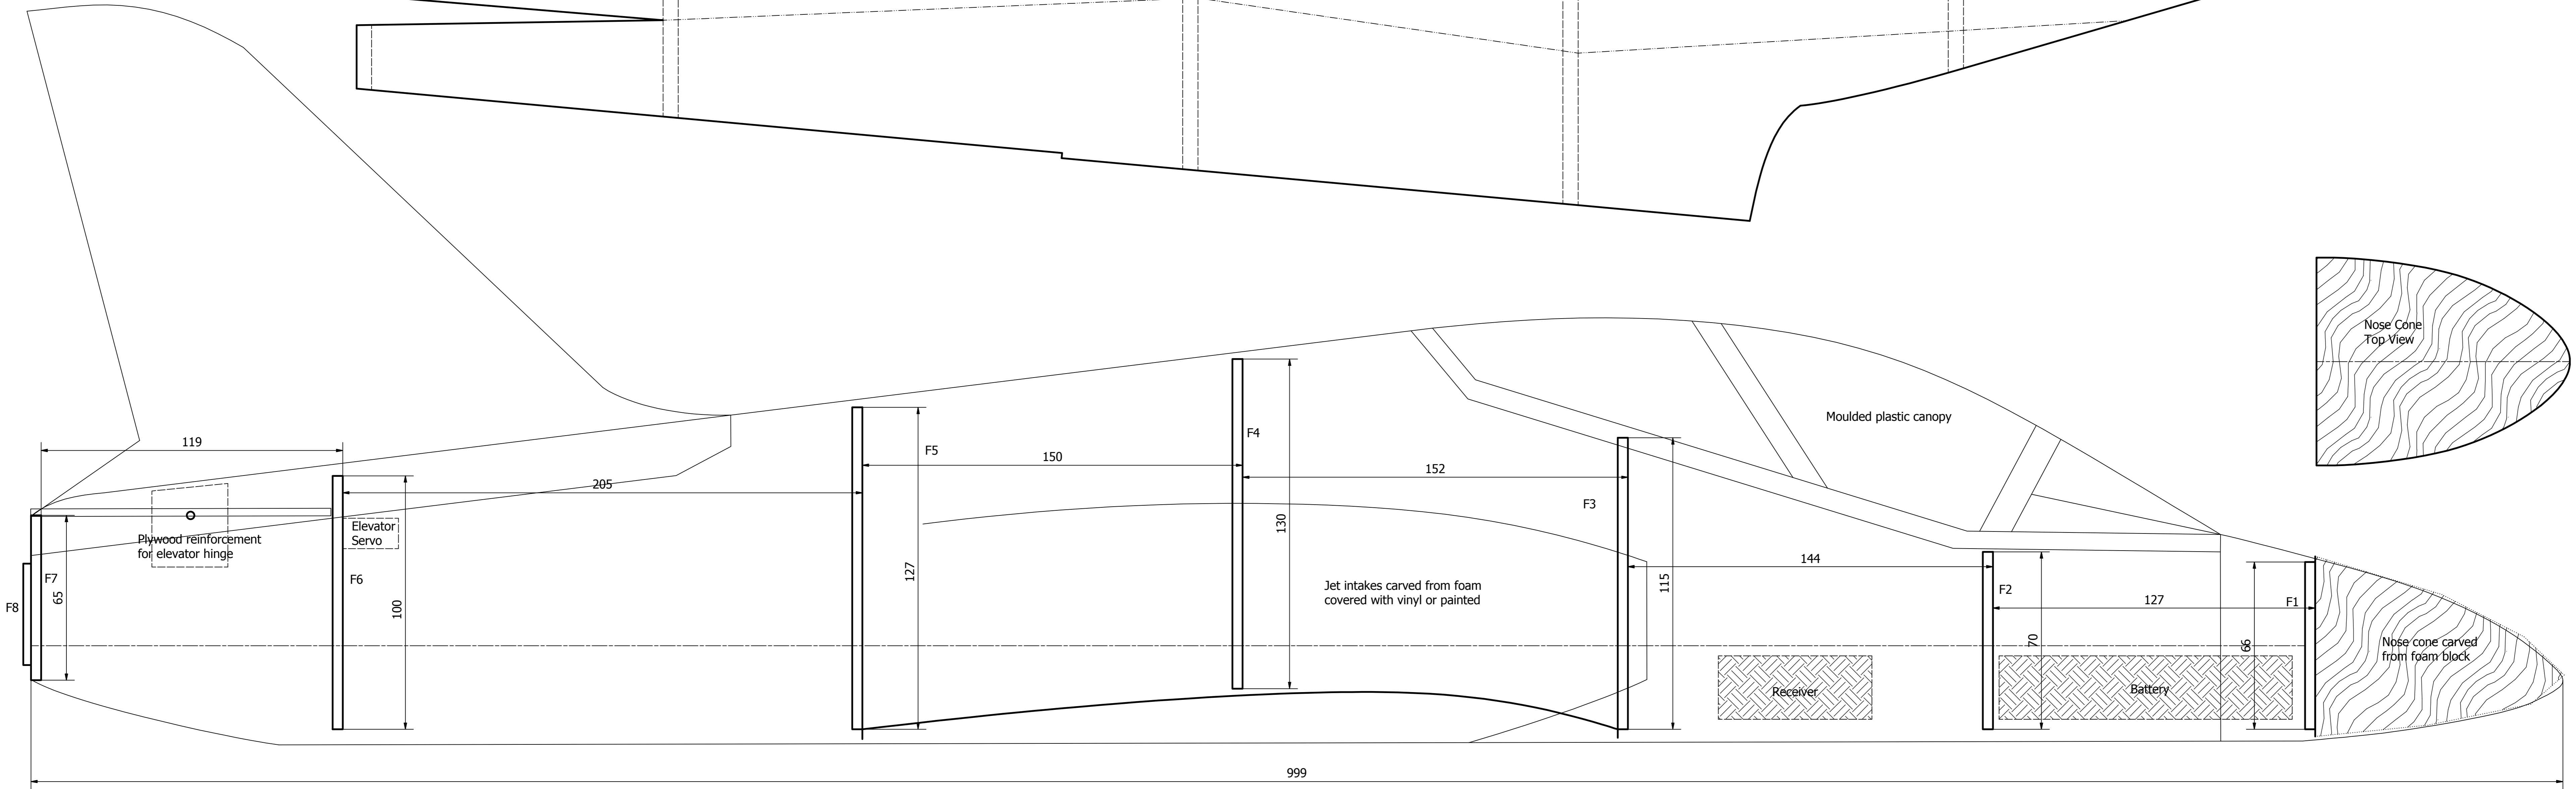 Nose Cone
Top View
Moulded plastic canopy
119
F5
F4
150
152
205
F3
130
Elevator
Servo
Plywood reinforcement
for elevator hinge
144
127
115
F7
F6
Jet intakes carved from foam
covered with vinyl or painted
F2
65
F8
100
127
F1
70
66
Nose cone carved
from foam block
Receiver
Battery
999